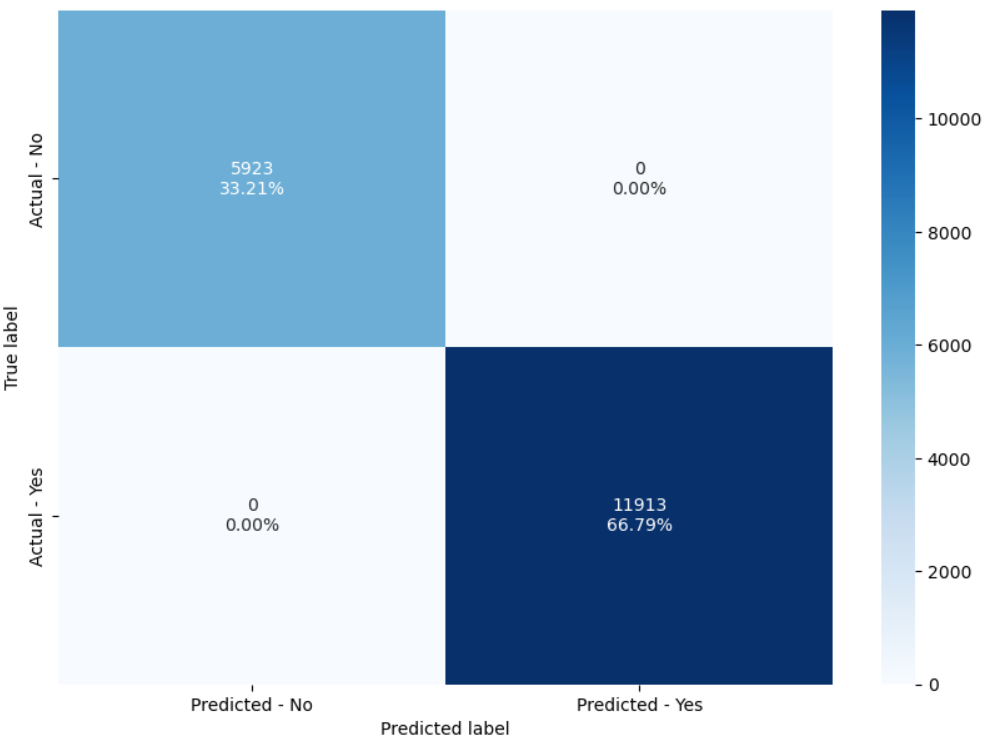 Actual - No
5923
33.21%
0
0.00%
True label
Actual - Yes
0
0.00%
11913
66.79%
Predicted - No
Predicted - Yes
Predicted label
10000
8000
6000
4000
2000
0